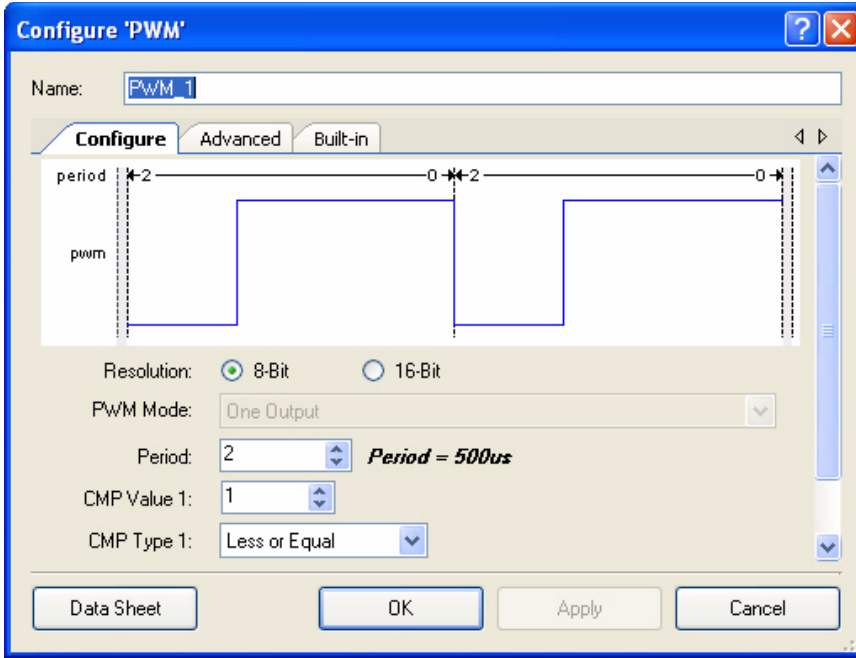 Configure 'PWM'
Name: PWM_1
Configure Advanced Built-in
period 2 0 2 0
pwm
Resolution: 8-Bit 16-Bit
PWM Mode: One Output
Period: 2 Period = 500us
CMP Value 1: 1
CMP Type 1: Less or Equal
Data Sheet OK Apply Cancel